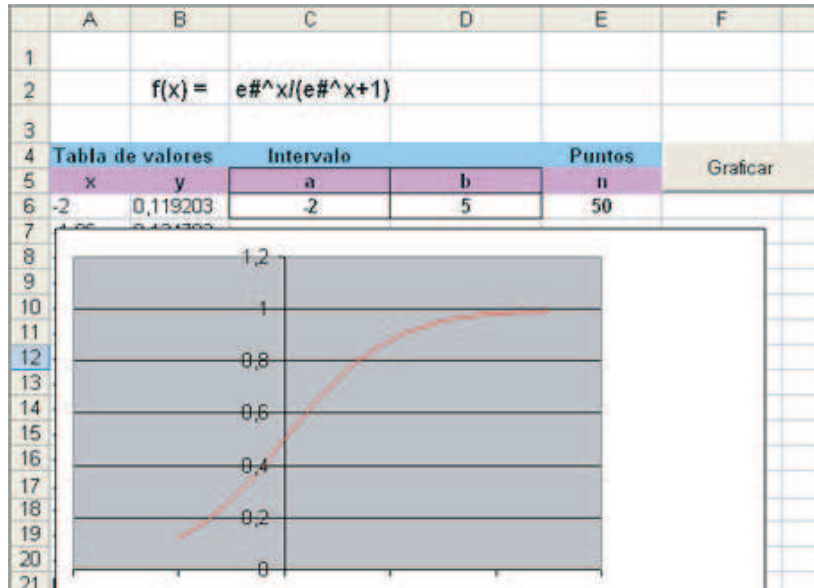 A B C D E F
1
2 f(x) = e#^x/(e#^x+1)
3
4 Tabla de valores Intervalo Puntos
Graficar
5 x y a b n
6 -2 0,119203 -2 5 50
7
8 1,2
9
10 1
11
12 0,8
13
14 0,6
15
16 0,4
17
18 0,2
19
20 0
21